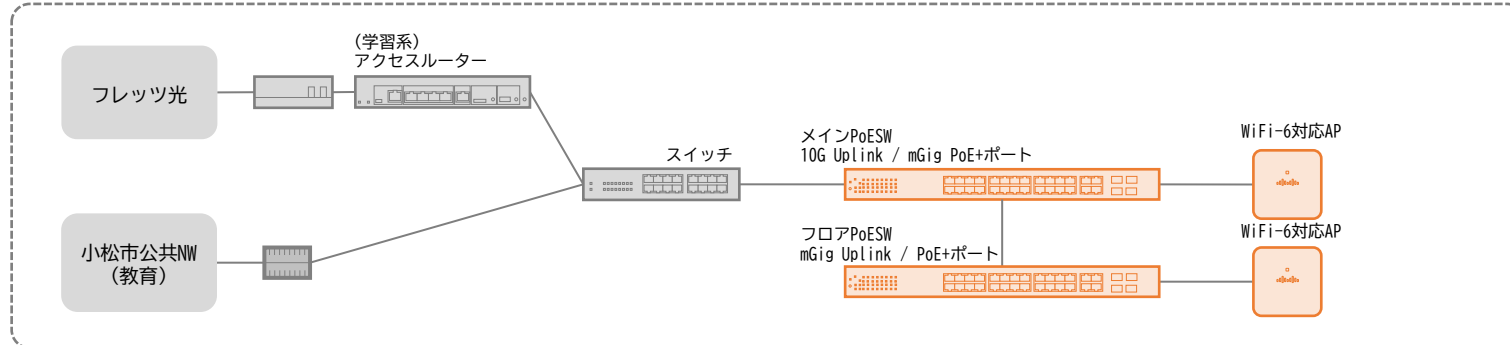 (学習系)
アクセスルーター
フレッツ光
スイッチ
メインPoESW
10G Uplink / mGig PoE+ポート
WiFi-6対応AP
小松市公共NW
(教育)
フロアPoESW
mGig Uplink / PoE+ポート
WiFi-6対応AP